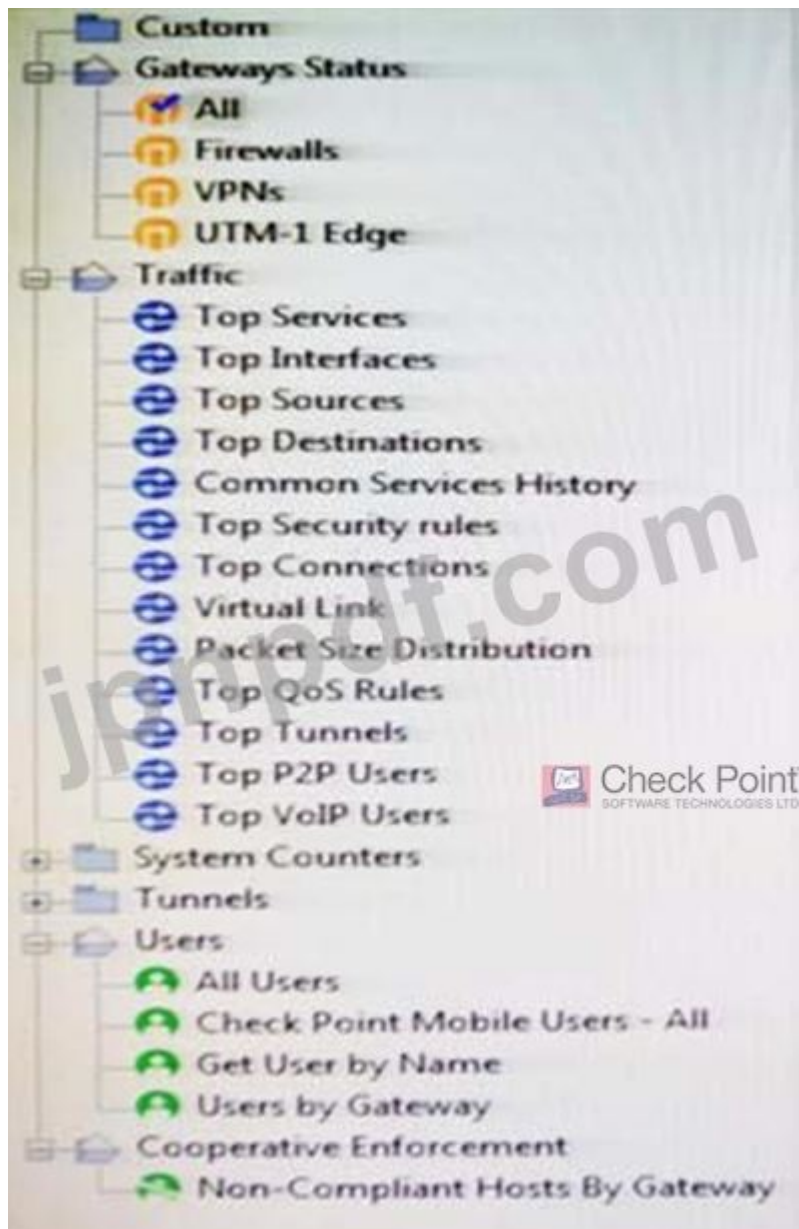 Custom
Gateways Status
All
Firewalls
VPNs
UTM-1 Edge
Traffic
Top Services
Top Interfaces
Top Sources
Top Destinations
Common Services History
Top Security rules
Top Connections
Virtual Link
Packet Size Distribution
Top QoS Rules
Top Tunnels
Top P2P Users
Top VoIP Users
System Counters
Tunnels
Users
All Users
Check Point Mobile Users - All
Get User by Name
Users by Gateway
Cooperative Enforcement
Non-Compliant Hosts By Gateway
jpnpdf.com
Check Point
SOFTWARE TECHNOLOGIES LTD